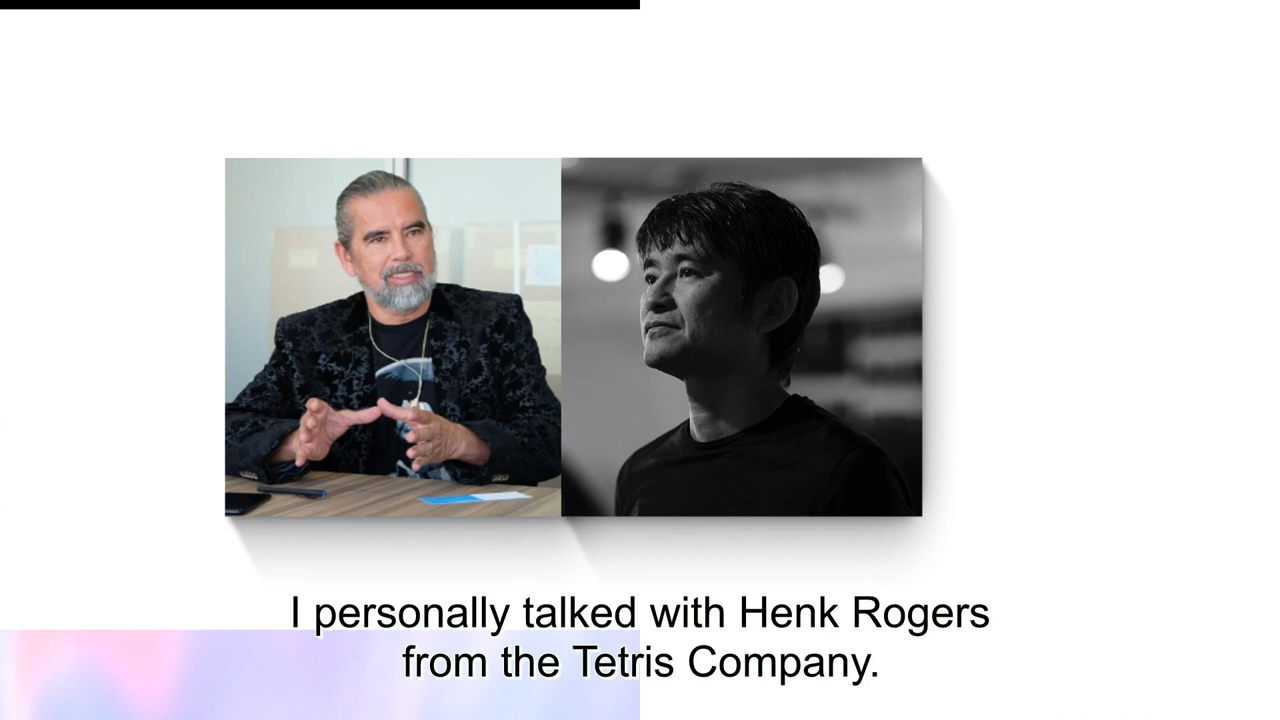 I personally talked with Henk Rogers
from the Tetris Company.